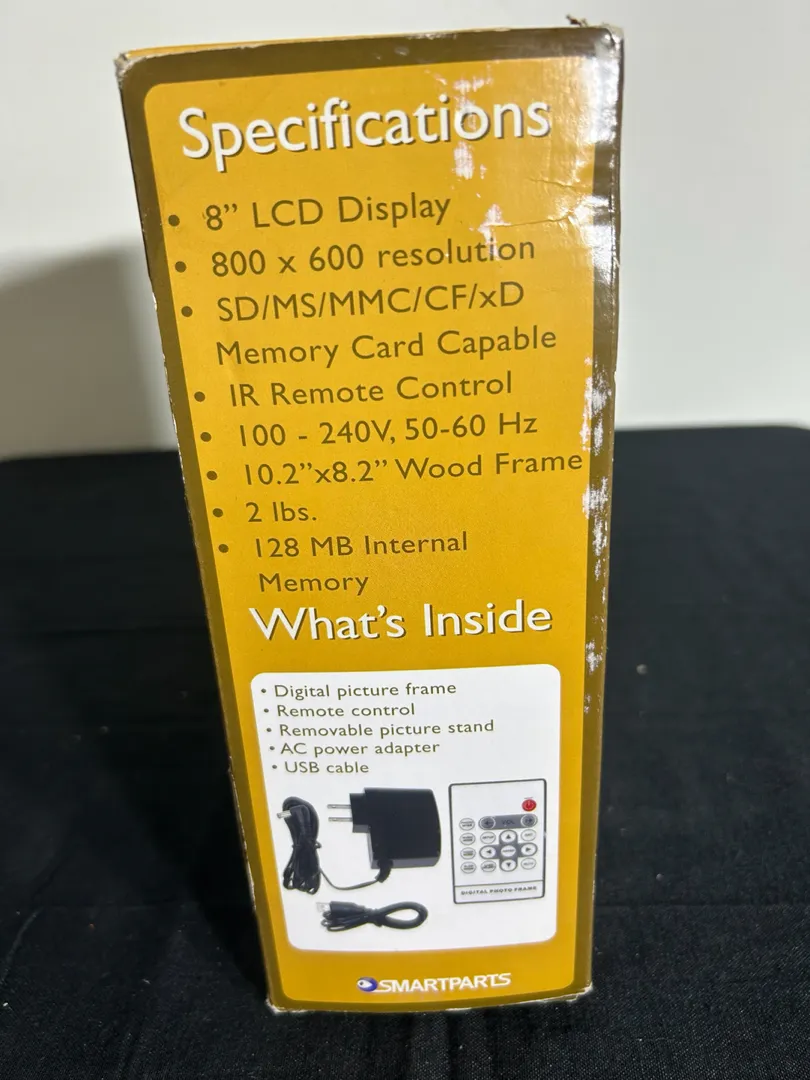 Specifications
• 8” LCD Display
• 800 x 600 resolution
• SD/MS/MMC/CF/xD
Memory Card Capable
• IR Remote Control
• 100 - 240V, 50-60 Hz
• 10.2”x8.2” Wood Frame
• 2 lbs.
• 128 MB Internal
Memory
What’s Inside
• Digital picture frame
• Remote control
• Removable picture stand
• AC power adapter
• USB cable
VOL
DIGITAL PHOTO FRAME
SMARTPARTS